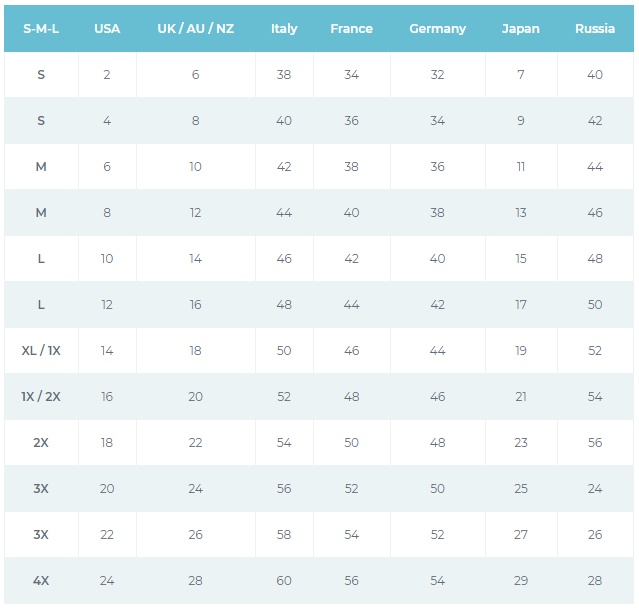 S-M-L USA UK / AU / NZ Italy France Germany Japan Russia
S 2 6 38 34 32 7 40
S 4 8 40 36 34 9 42
M 6 10 42 38 36 11 44
M 8 12 44 40 38 13 46
L 10 14 46 42 40 15 48
L 12 16 48 44 42 17 50
XL / 1X 14 18 50 46 44 19 52
1X / 2X 16 20 52 48 46 21 54
2X 18 22 54 50 48 23 56
3X 20 24 56 52 50 25 24
3X 22 26 58 54 52 27 26
4X 24 28 60 56 54 29 28